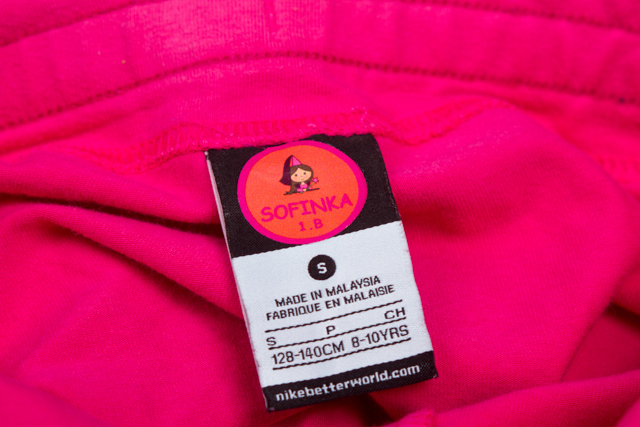 SOFINKA
1.B
S
MADE IN MALAYSIA
FABRIQUE EN MALAISIE
S P CH
128-140CM 8-10YRS
nikebetterworld.com